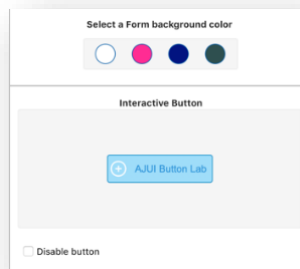 Select a Form background color
Interactive Button
AJUI Button Lab
Disable button